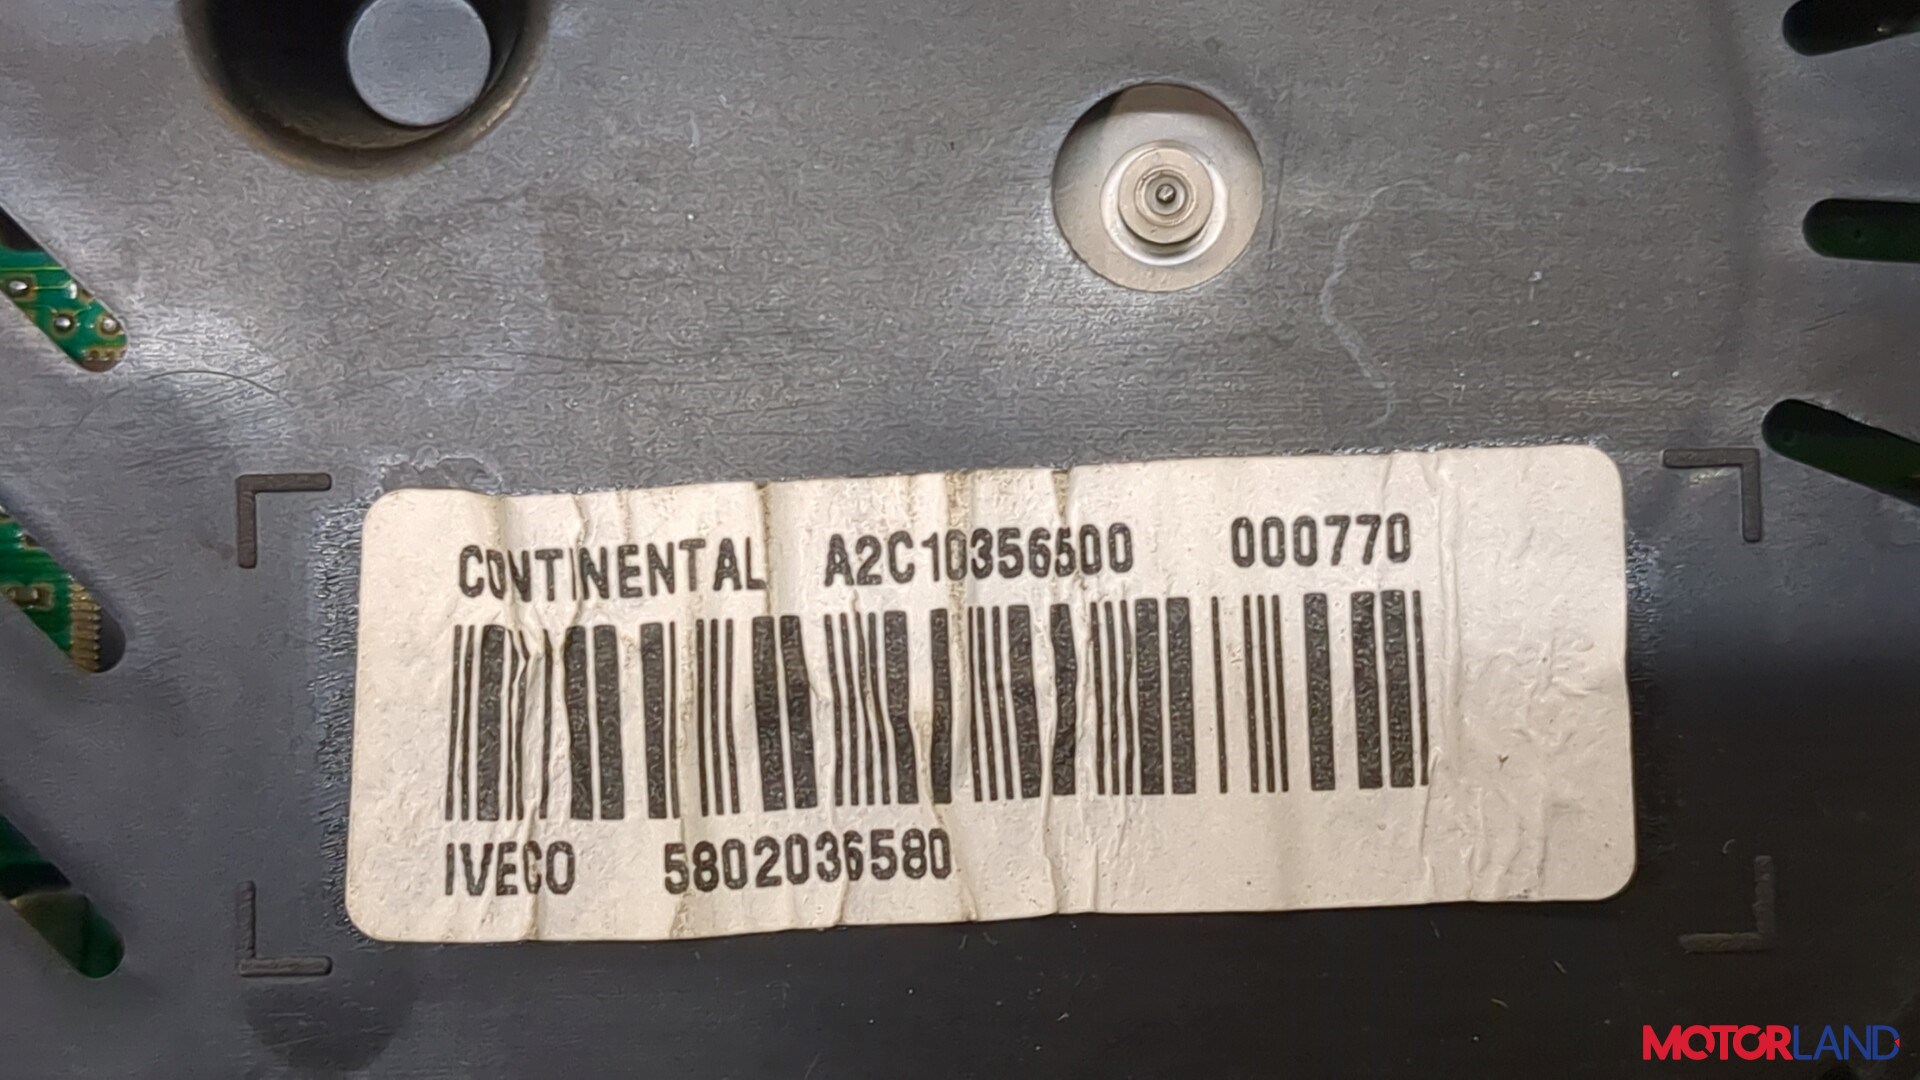 CONTINENTAL A2C10356500 000770
IVECO 5802036580
MOTORLAND